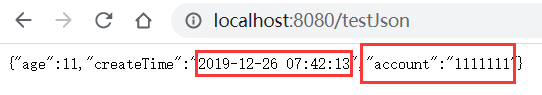 localhost:8080/testJson
{"age":11,"createTime":"2019-12-26 07:42:13","account":"1111111"}